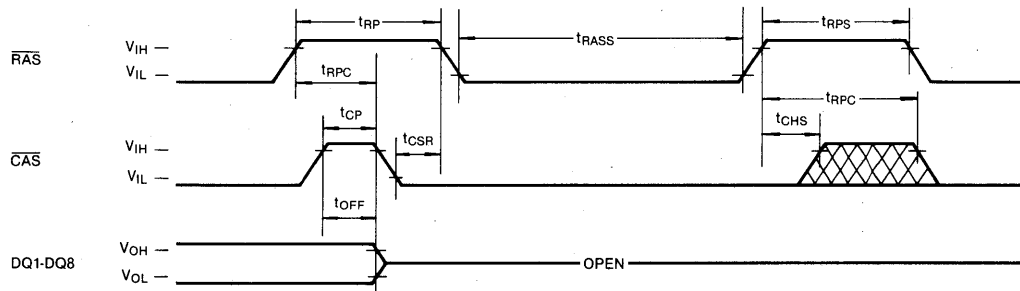 tRP
tRASS
tRPS
RAS
VIH
VIL
tRPC
tRPC
tCP
tCSR
tCHS
CAS
VIH
VIL
tOFF
DQ1-DQ8
VOH
VOL
OPEN